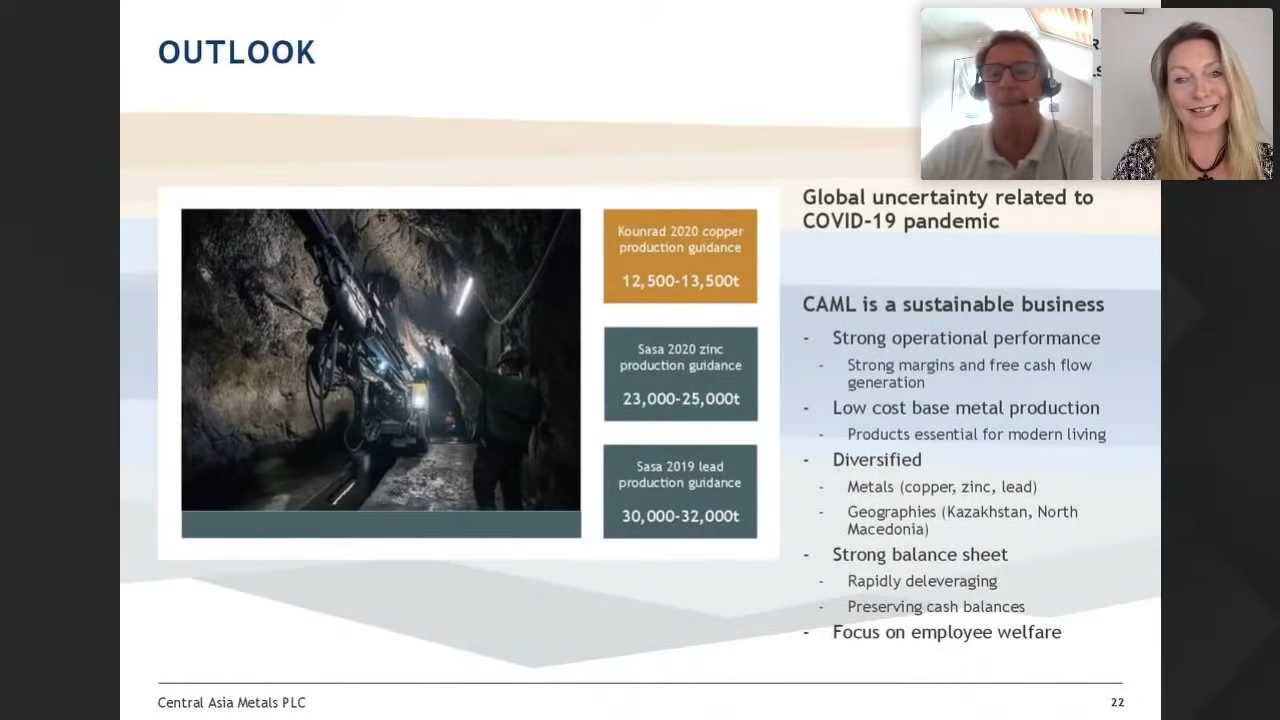 OUTLOOK
Kounrad 2020 copper
production guidance
12,500-13,500t
Sasa 2020 zinc
production guidance
23,000-25,000t
Sasa 2019 lead
production guidance
30,000-32,000t
Global uncertainty related to
COVID-19 pandemic
CAML is a sustainable business
- Strong operational performance
- Strong margins and free cash flow
generation
- Low cost base metal production
- Products essential for modern living
- Diversified
- Metals (copper, zinc, lead)
- Geographies (Kazakhstan, North
Macedonia)
- Strong balance sheet
- Rapidly deleveraging
- Preserving cash balances
- Focus on employee welfare
Central Asia Metals PLC
22